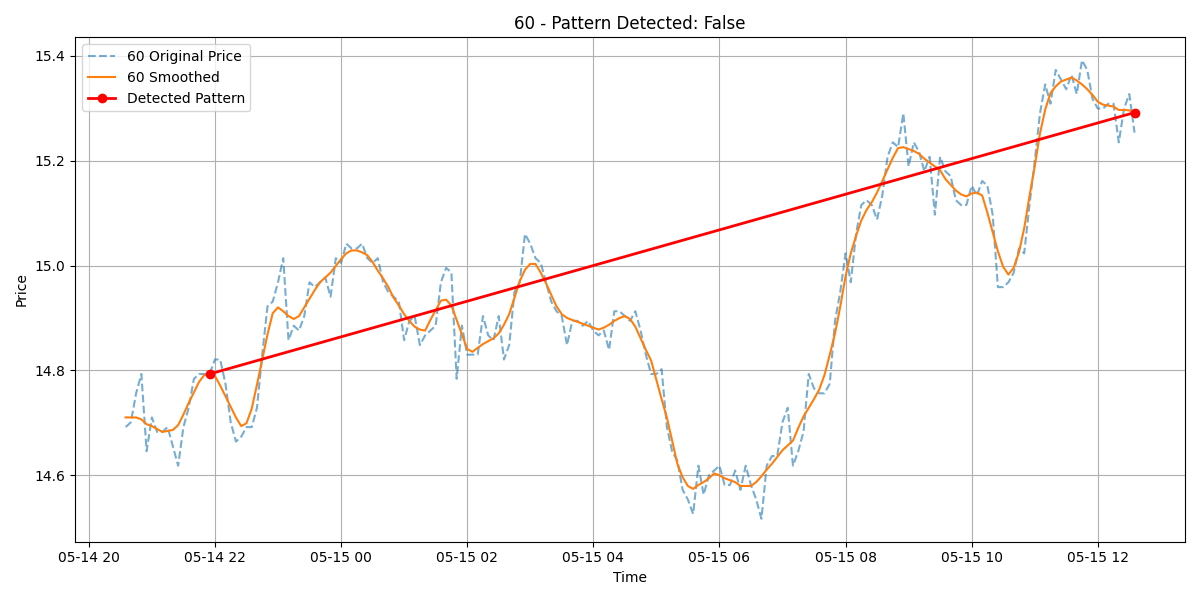 60 - Pattern Detected: False
60 Original Price
60 Smoothed
Detected Pattern
Price
15.4
15.2
15.0
14.8
14.6
05-14 20
05-14 22
05-15 00
05-15 02
05-15 04
05-15 06
05-15 08
05-15 10
05-15 12
Time